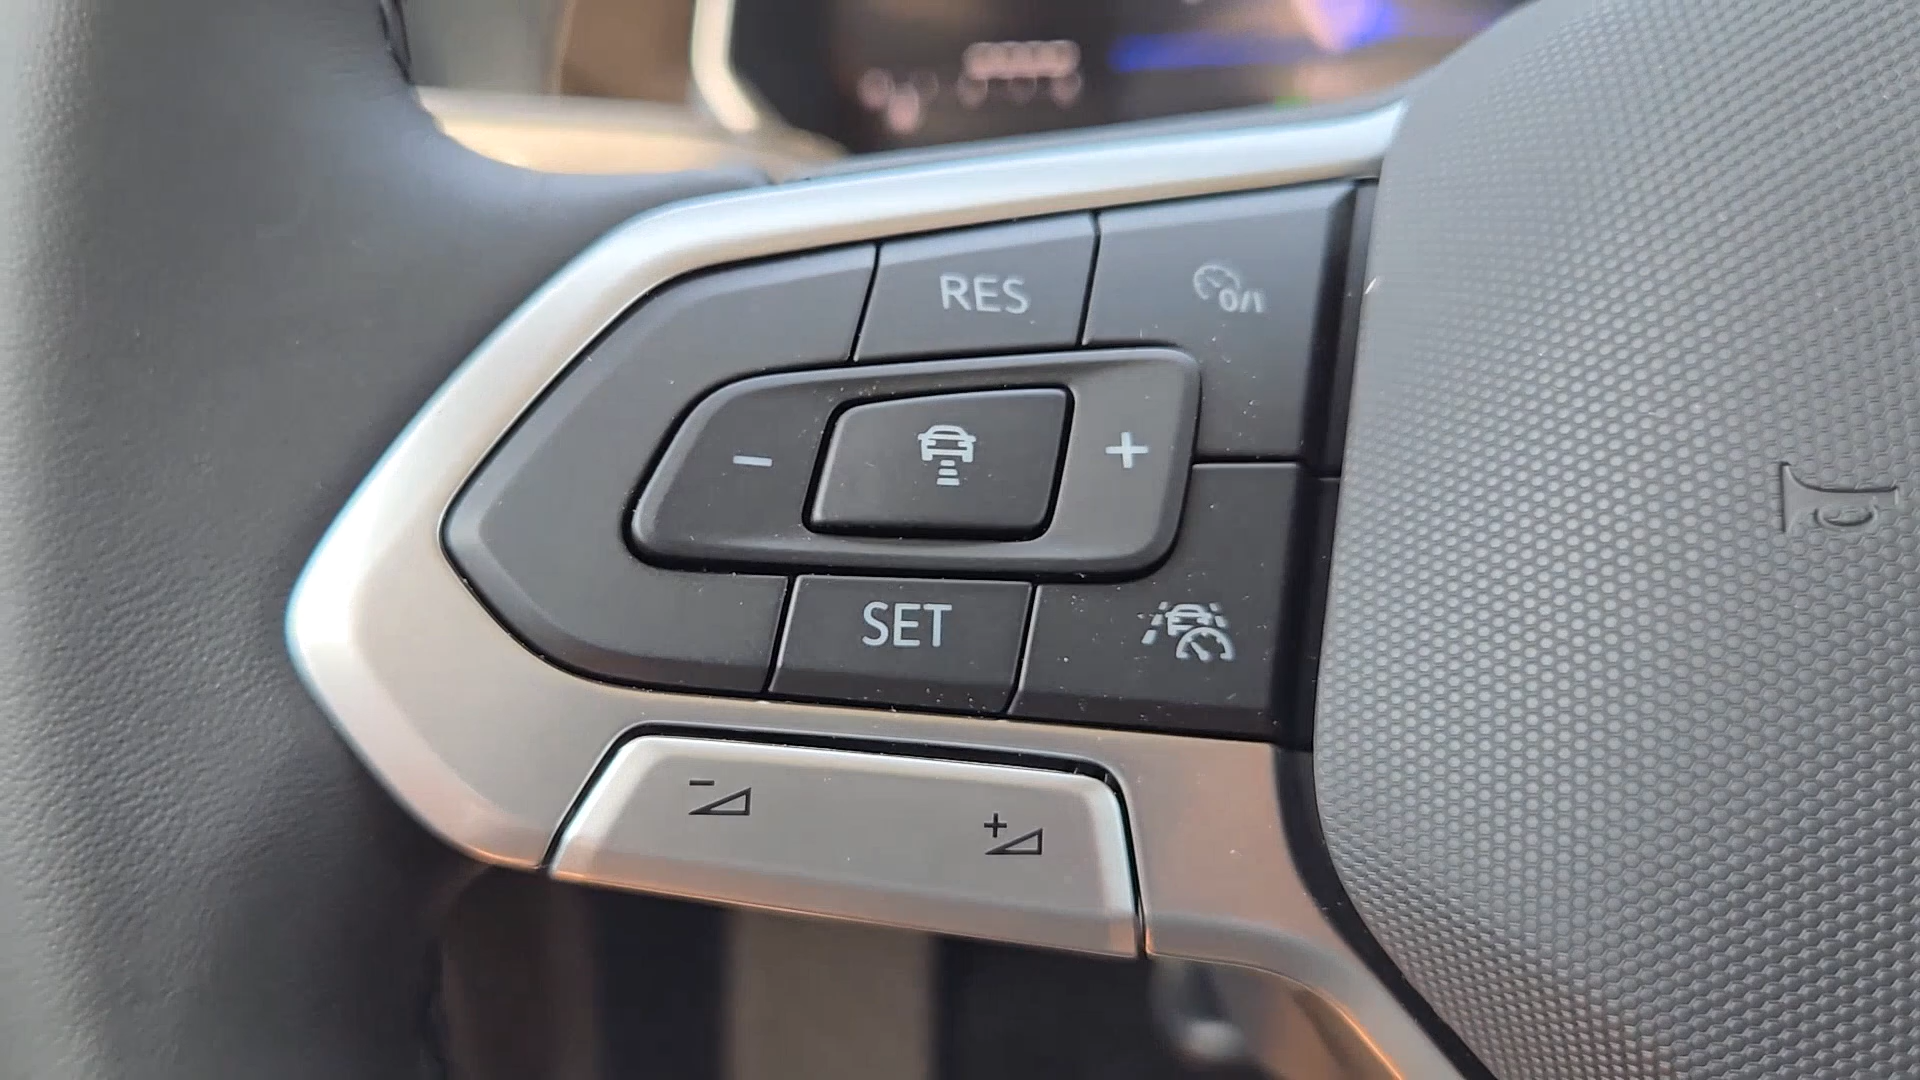 RES
0/I
- +
SET
-
+